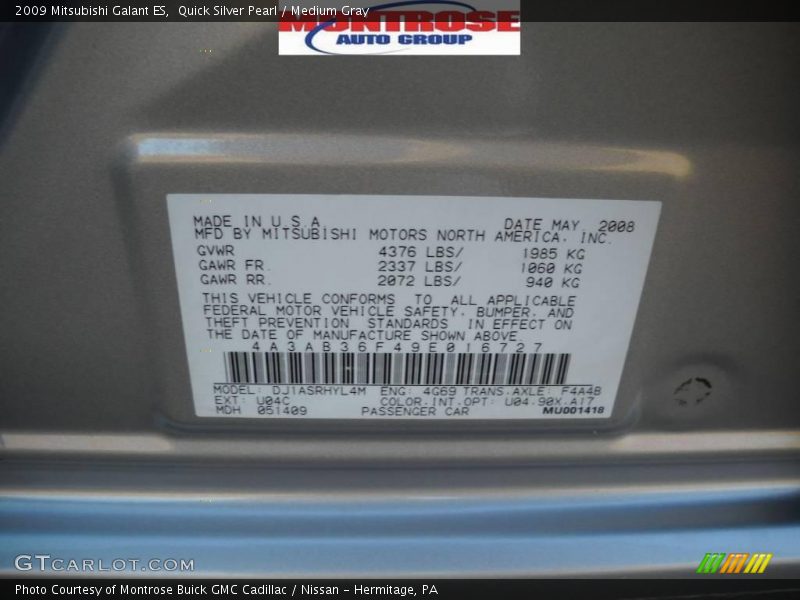 2009 Mitsubishi Galant ES, Quick Silver Pearl / Medium Gray
MONTROSE
AUTO GROUP
MADE IN U.S.A. DATE MAY, 2008
MFD BY MITSUBISHI MOTORS NORTH AMERICA, INC.
GVWR 4376 LBS/ 1985 KG
GAWR FR. 2337 LBS/ 1060 KG
GAWR RR. 2072 LBS/ 940 KG
THIS VEHICLE CONFORMS TO ALL APPLICABLE
FEDERAL MOTOR VEHICLE SAFETY, BUMPER, AND
THEFT PREVENTION STANDARDS IN EFFECT ON
THE DATE OF MANUFACTURE SHOWN ABOVE.
4A3AB36F49E016727
MODEL: DJ1ASRHYL4M ENG: 4G69 TRANS.AXLE: F4A4B
EXT: U04C COLOR.INT.OPT: U04.90X.A17
MDH 051409 PASSENGER CAR MU001418
GTCARLOT.COM
Photo Courtesy of Montrose Buick GMC Cadillac / Nissan - Hermitage, PA